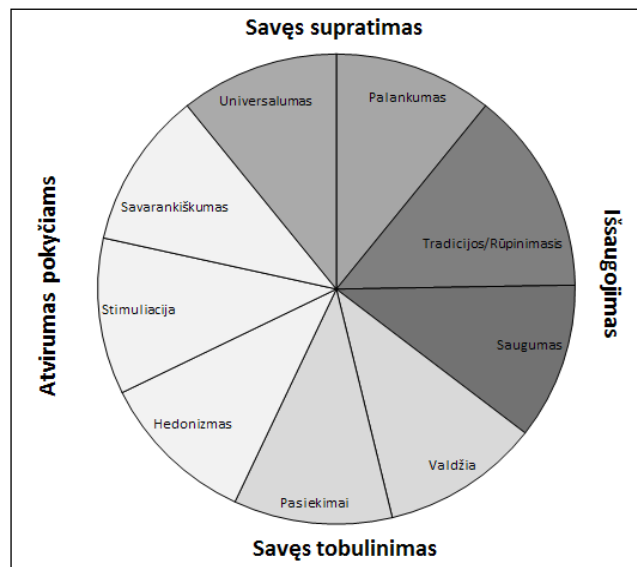 Savęs supratimas
Universalumas
Palankumas
Savarankiškumas
Tradicijos/Rūpinimasis
Atvirumas pokyčiams
Išsaugojimas
Stimuliacija
Saugumas
Hedonizmas
Valdžia
Pasiekimai
Savęs tobulinimas